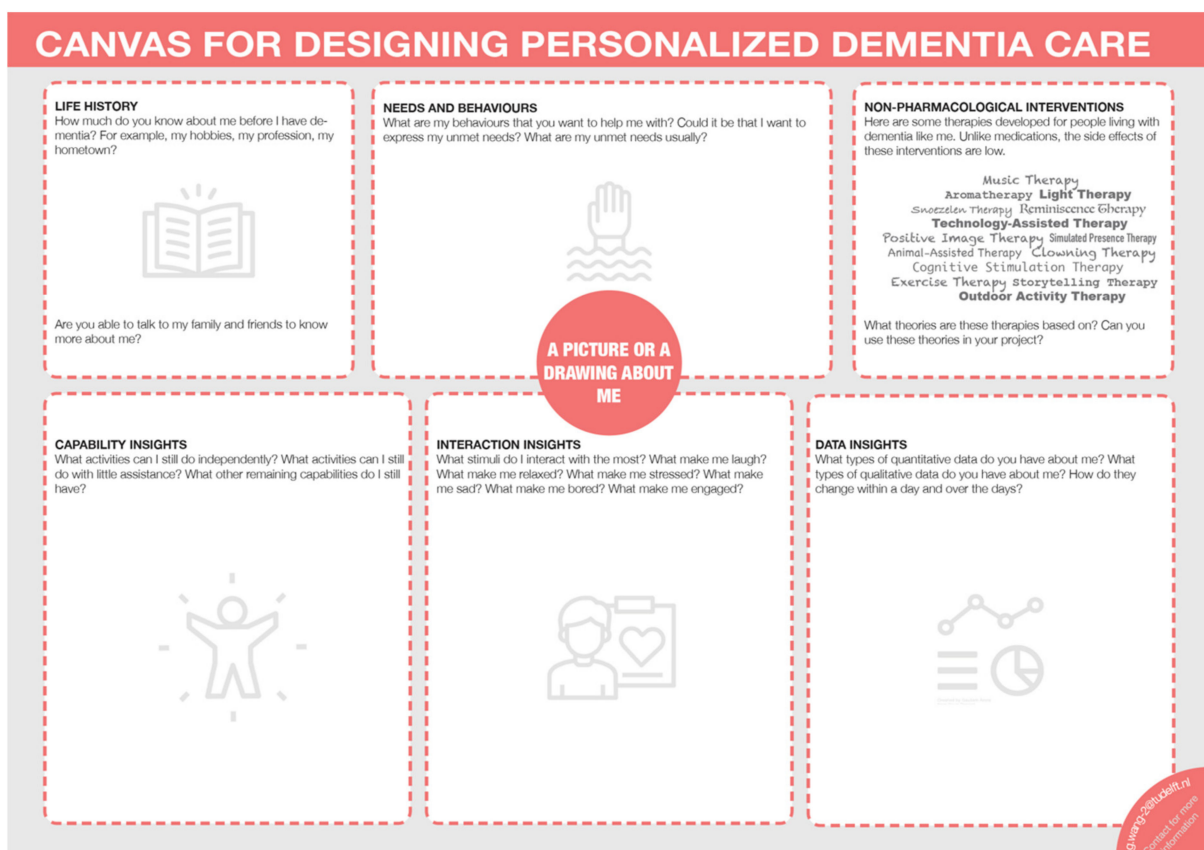 CANVAS FOR DESIGNING PERSONALIZED DEMENTIA CARE
LIFE HISTORY
How much do you know about me before I have de-
mentia? For example, my hobbies, my profession, my
hometown?
Are you able to talk to my family and friends to know
more about me?
NEEDS AND BEHAVIOURS
What are my behaviours that you want to help me with? Could it be that I want to
express my unmet needs? What are my unmet needs usually?
NON-PHARMACOLOGICAL INTERVENTIONS
Here are some therapies developed for people living with
dementia like me. Unlike medications, the side effects of
these interventions are low.
Music Therapy
Aromatherapy Light Therapy
Snoezelen Therapy Reminiscence Therapy
Technology-Assisted Therapy
Positive Image Therapy Simulated Presence Therapy
Animal-Assisted Therapy Clowning Therapy
Cognitive Stimulation Therapy
Exercise Therapy Storytelling Therapy
Outdoor Activity Therapy
What theories are these therapies based on? Can you
use these theories in your project?
A PICTURE OR A
DRAWING ABOUT
ME
CAPABILITY INSIGHTS
What activities can I still do independently? What activities can I still
do with little assistance? What other remaining capabilities do I still
have?
INTERACTION INSIGHTS
What stimuli do I interact with the most? What make me laugh?
What make me relaxed? What make me stressed? What make
me sad? What make me bored? What make me engaged?
DATA INSIGHTS
What types of quantitative data do you have about me? What
types of qualitative data do you have about me? How do they
change within a day and over the days?
g.wang-2@tudelft.nl
Contact for more
information